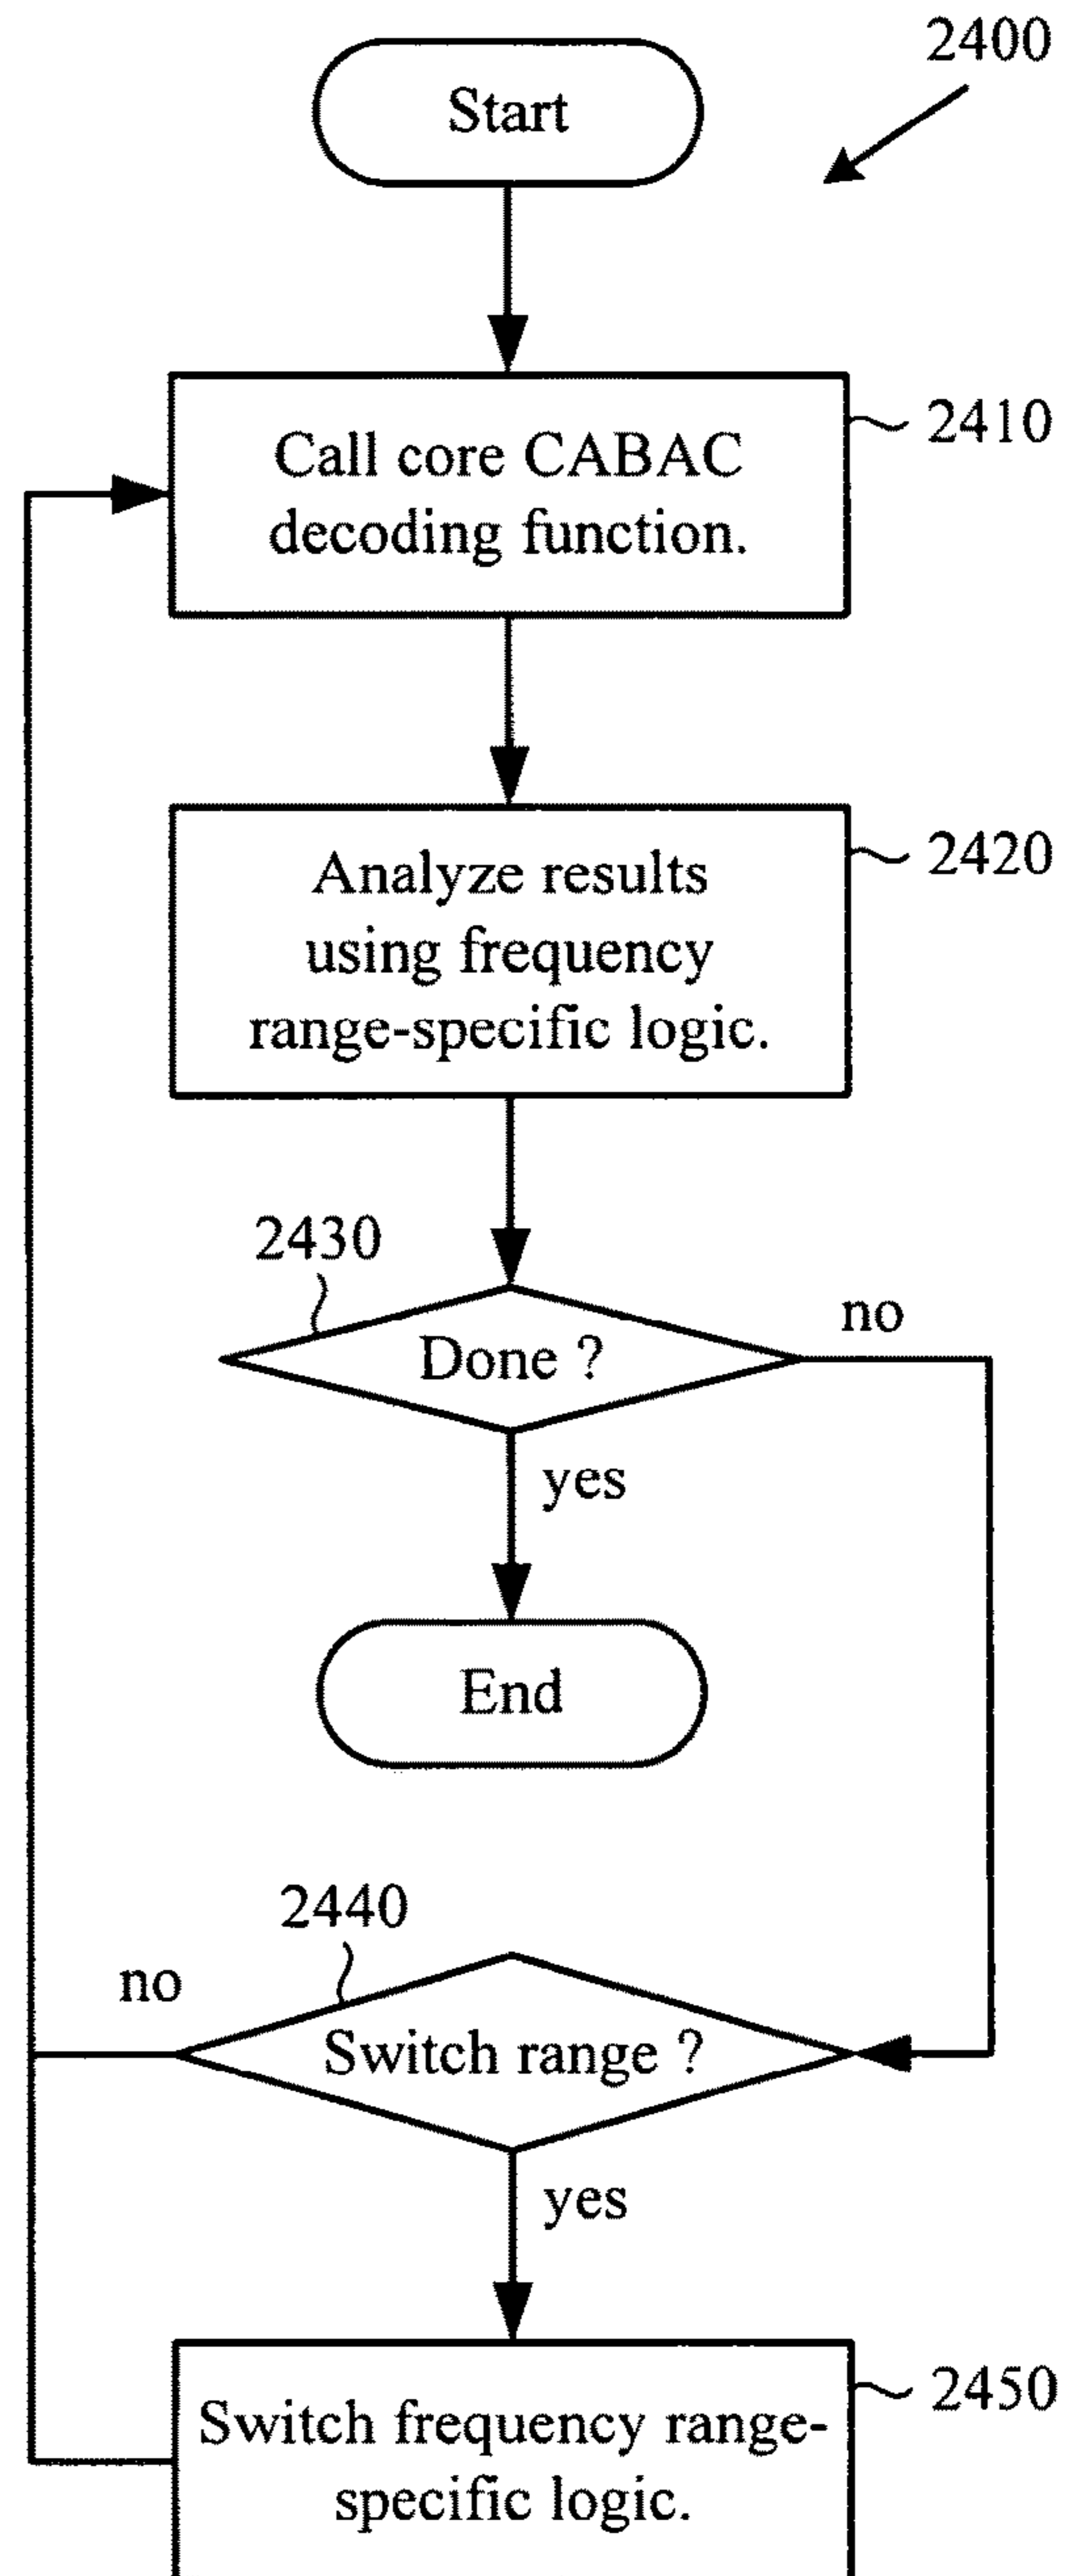 2400
Start
Call core CABAC
decoding function.
2410
Analyze results
using frequency
range-specific logic.
2420
2430
Done ?
no
yes
End
2440
no
Switch range ?
yes
Switch frequency range-
specific logic.
2450